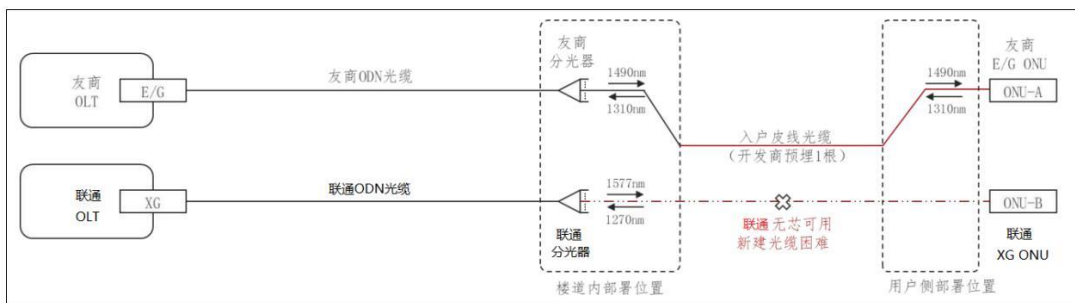 友商
OLT
E/G
友商ODN光缆
友商
分光器
1490nm
1310nm
入户皮线光缆
（开发商预埋1根）
1490nm
1310nm
友商
E/G ONU
ONU-A
联通
OLT
XG
联通ODN光缆
联通
分光器
1577nm
1270nm
联通无芯可用
新建光缆困难
ONU-B
联通
XG ONU
楼道内部署位置
用户侧部署位置